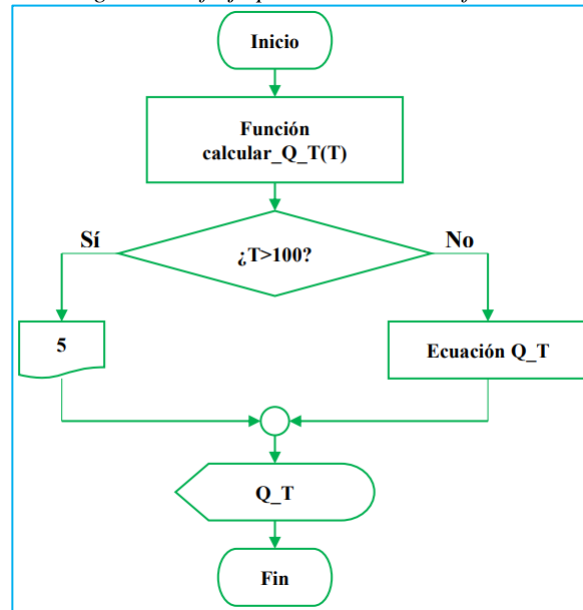 Inicio
Función
calcular_Q_T(T)
¿T>100?
Sí
No
5
Ecuación Q_T
Q_T
Fin